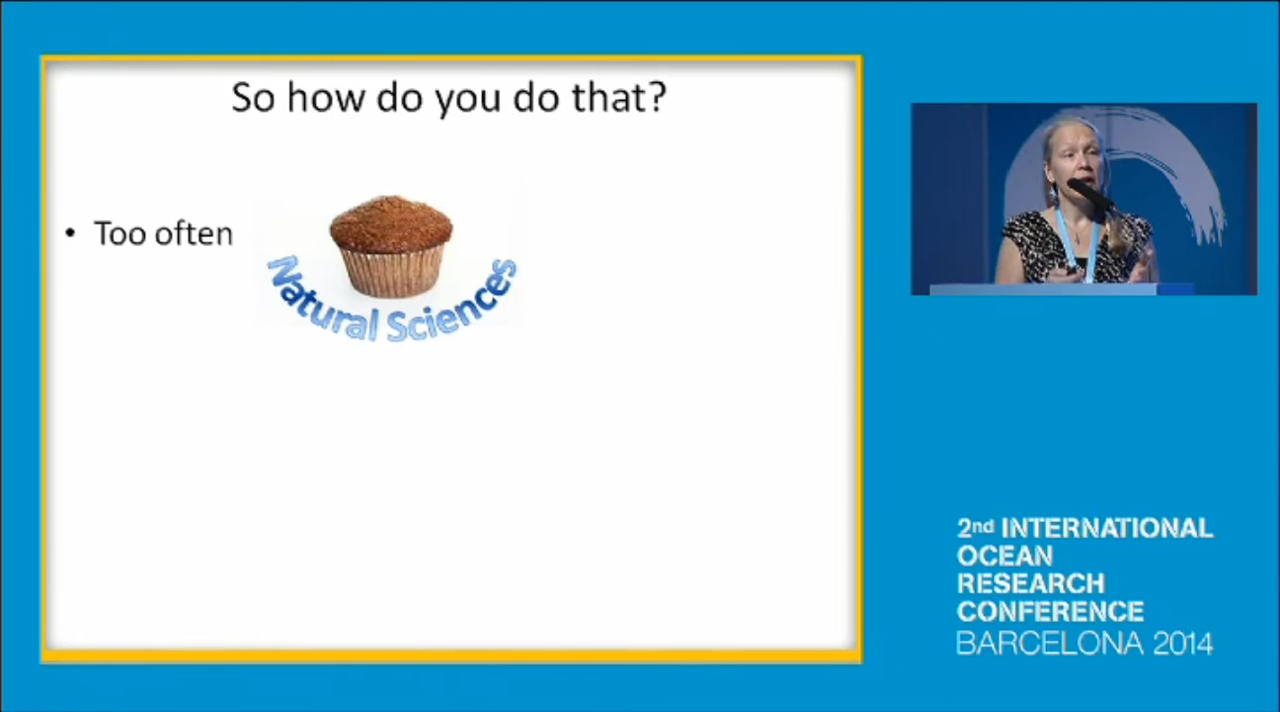 So how do you do that?
• Too often
Natural Sciences
2nd INTERNATIONAL
OCEAN
RESEARCH
CONFERENCE
BARCELONA 2014